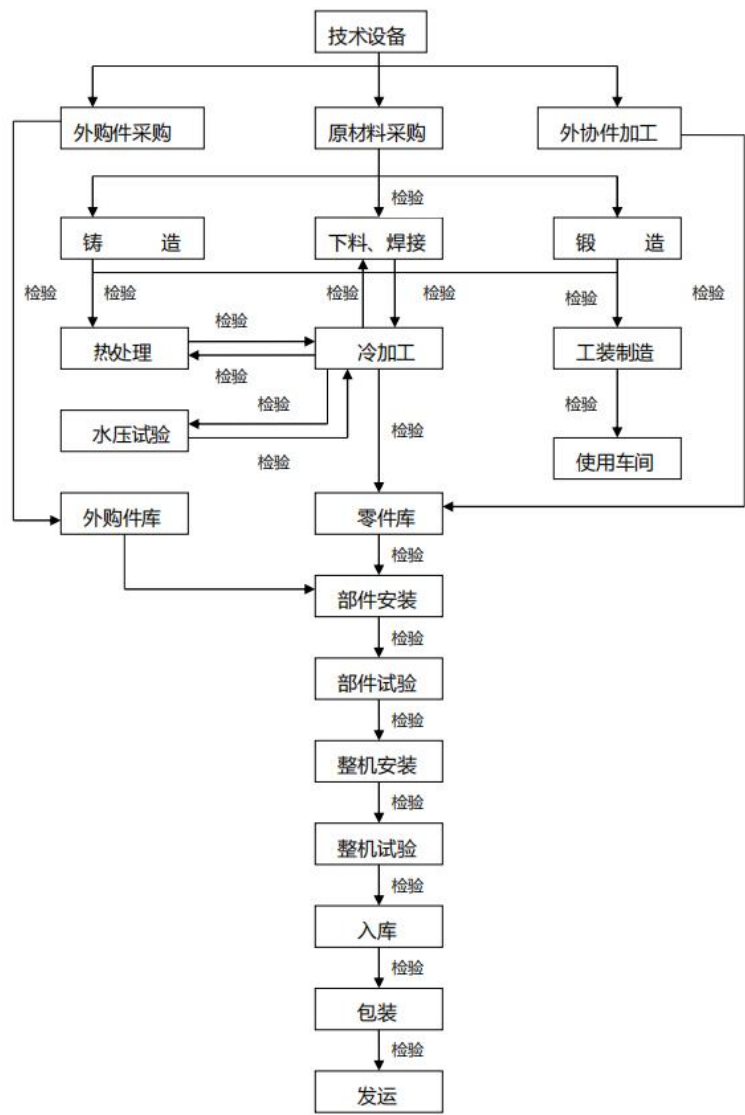 技术设备
外购件采购
原材料采购
外协件加工
检验
铸 造
下料、焊接
锻 造
检验
检验
检验
检验
检验
检验
检验
热处理
冷加工
工装制造
检验
检验
检验
检验
水压试验
检验
使用车间
外购件库
零件库
检验
部件安装
检验
部件试验
检验
整机安装
检验
整机试验
检验
入库
检验
包装
检验
发运